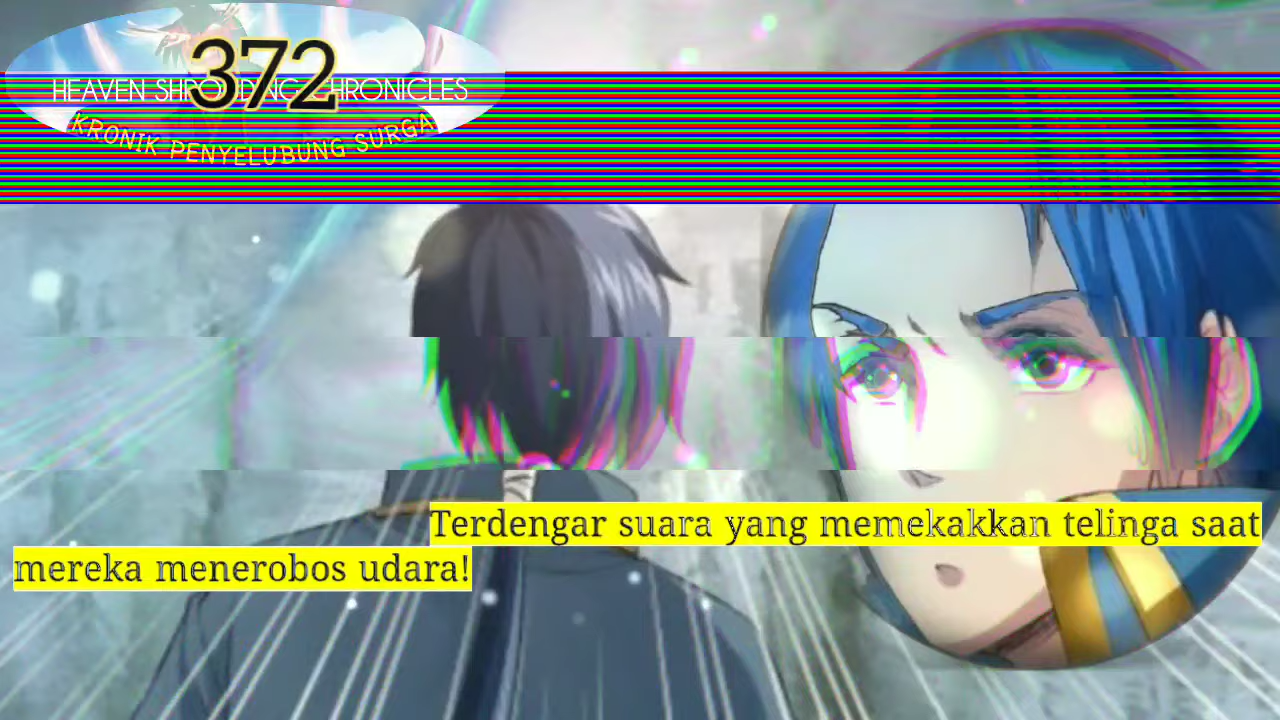 372
HEAVEN SHROUDING CHRONICLES
KRONIK PENYELUBUNG SURGA
Terdengar suara yang memekakkan telinga saat
mereka menerobos udara!